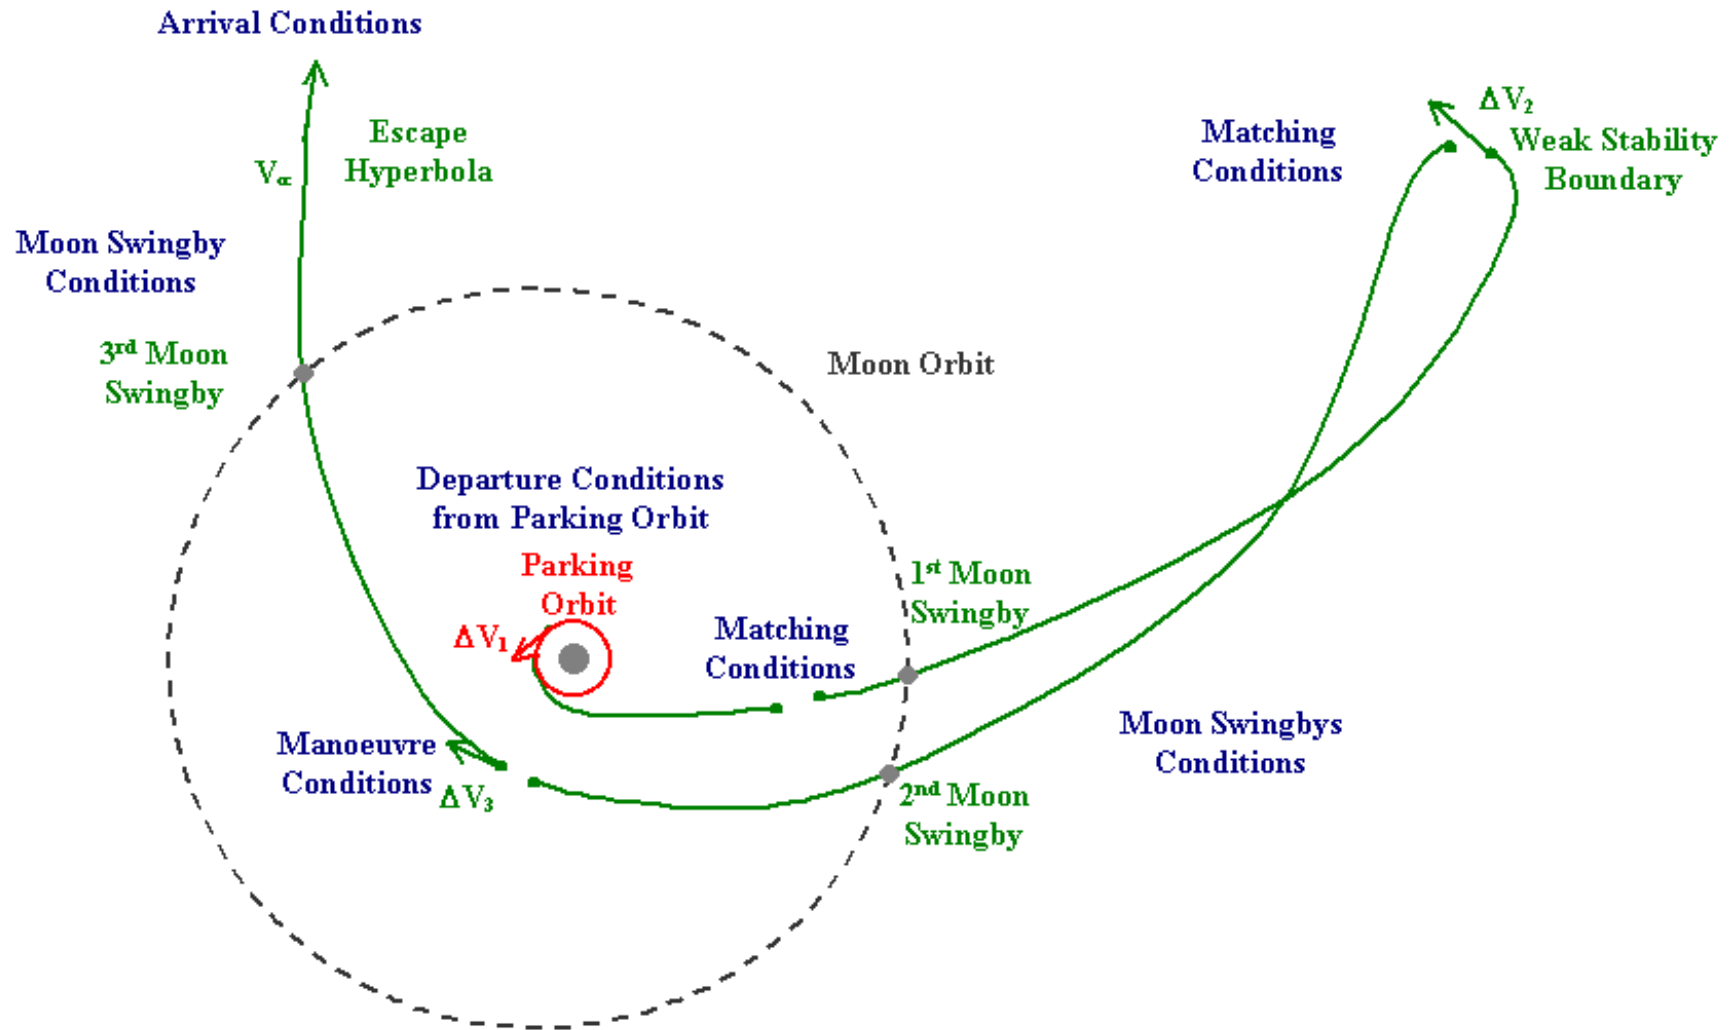 Arrival Conditions
Escape
Hyperbola
V∝
Moon Swingby
Conditions
3rd Moon
Swingby
Moon Orbit
Matching
Conditions
ΔV2
Weak Stability
Boundary
Departure Conditions
from Parking Orbit
Parking
Orbit
ΔV1
Matching
Conditions
1st Moon
Swingby
Manoeuvre
Conditions
ΔV3
2nd Moon
Swingby
Moon Swingbys
Conditions